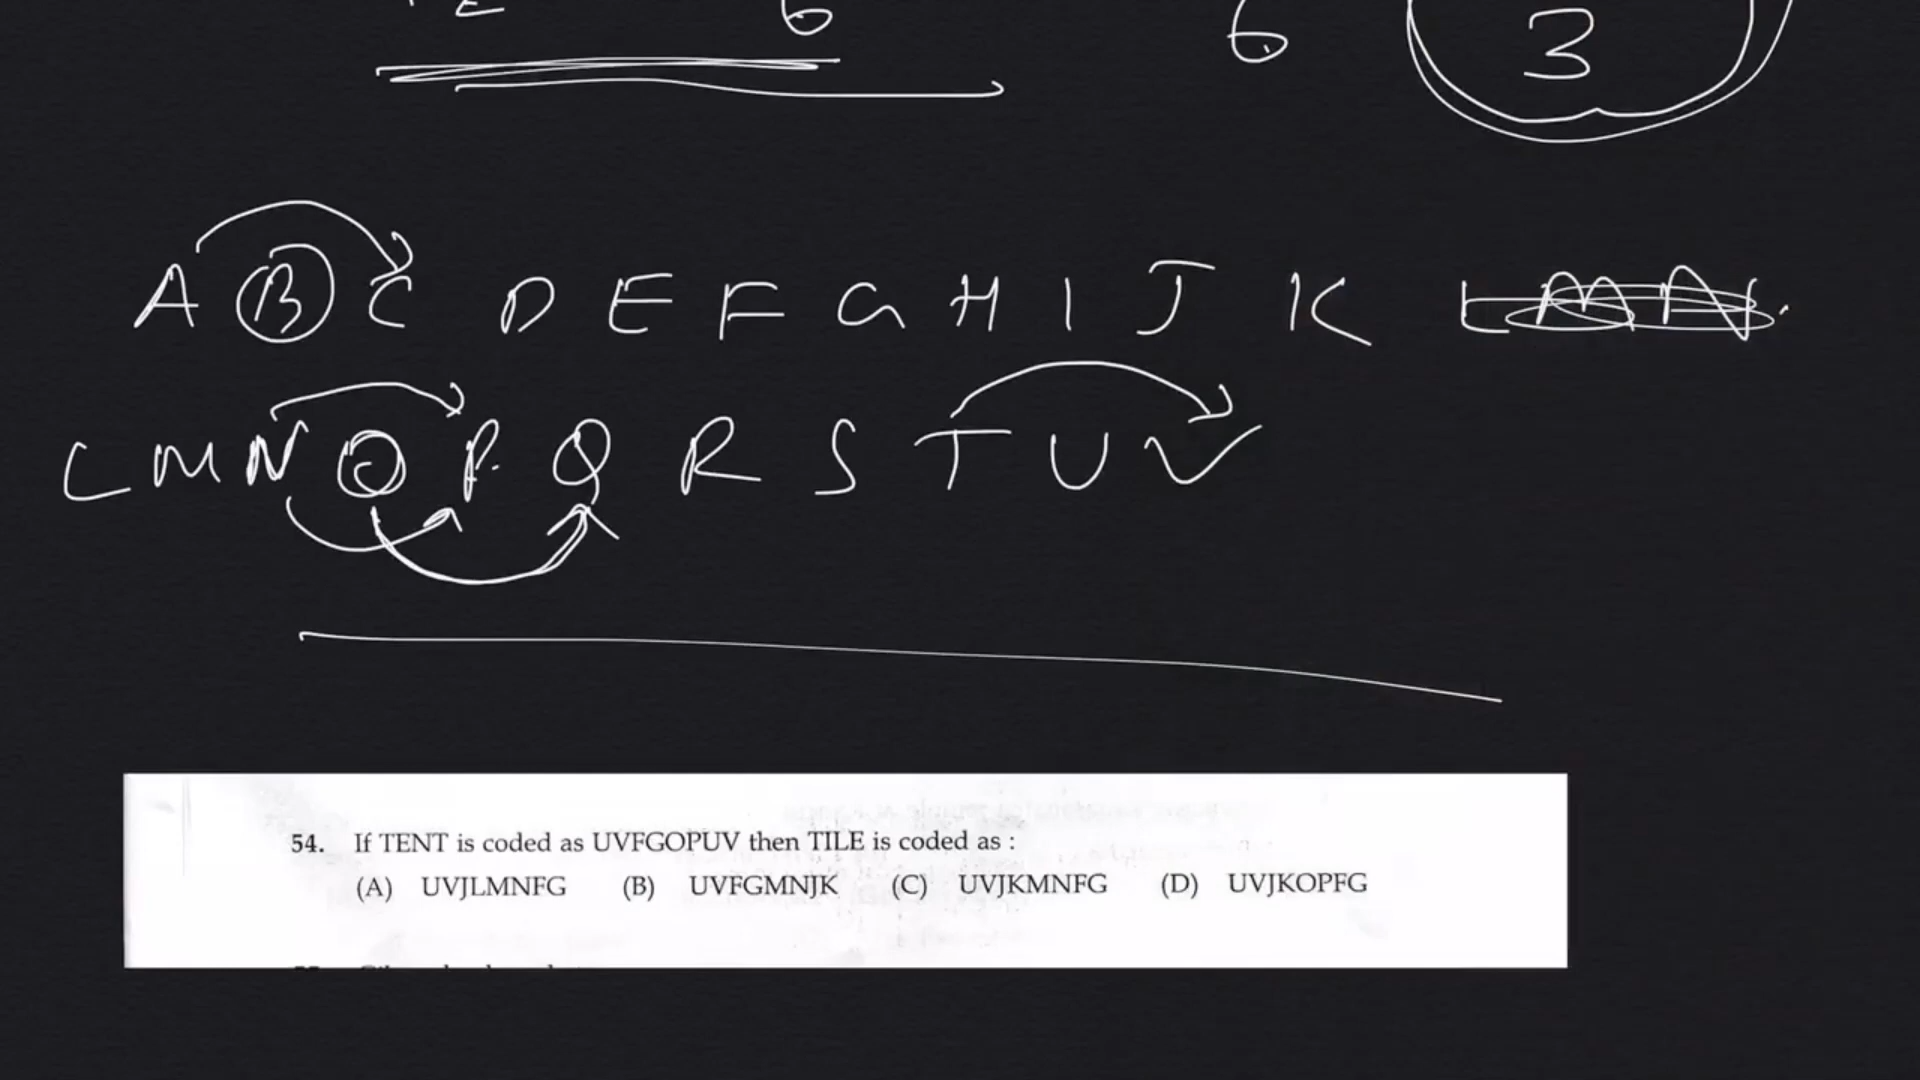 6 6 3
A B C D E F G H I J K L M N
L M N O P Q R S T U V
54. If TENT is coded as UVFGOPUV then TILE is coded as :
(A) UVJLMNFG (B) UVFGMNJK (C) UVJKMNFG (D) UVJKOPFG